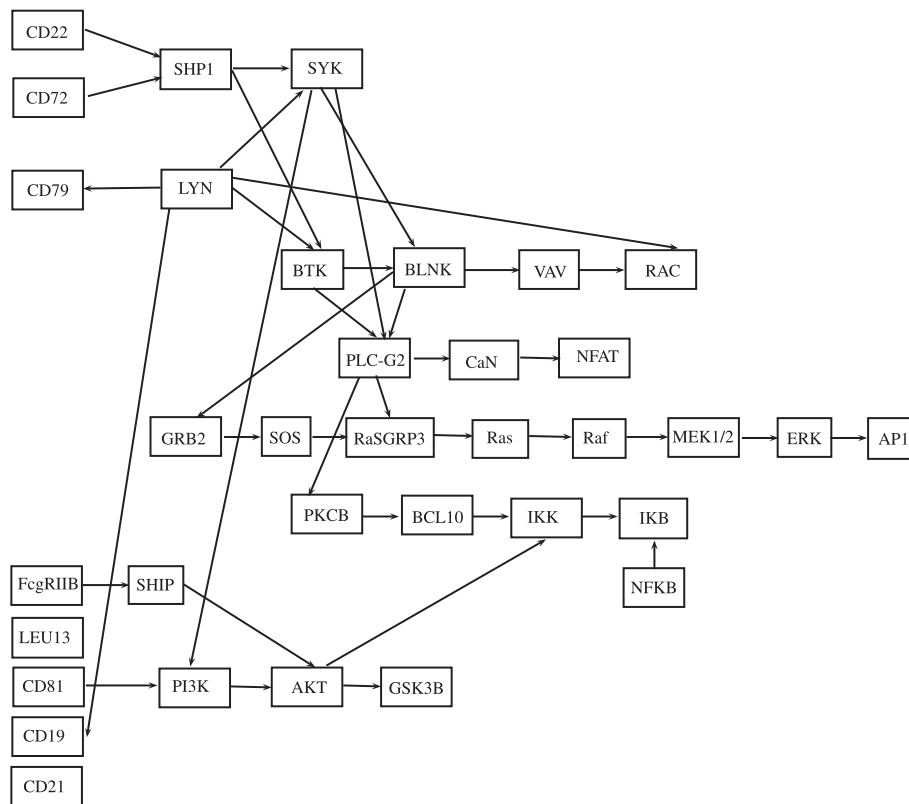 CD22
SHP1
SYK
CD72
CD79
LYN
BTK
BLNK
VAV
RAC
PLC-G2
CaN
NFAT
GRB2
SOS
RaSGRP3
Ras
Raf
MEK1/2
ERK
AP1
PKCB
BCL10
IKK
IKB
FcgRIIB
SHIP
NFKB
LEU13
CD81
PI3K
AKT
GSK3B
CD19
CD21